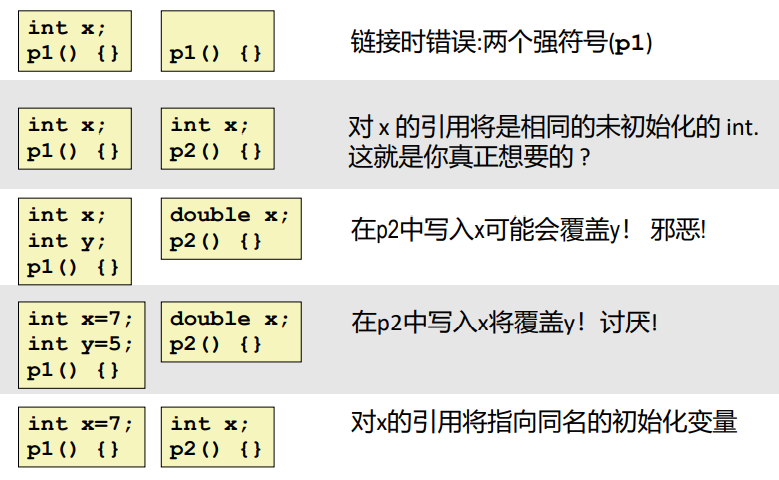 int x;
p1() {}
p1() {}
链接时错误:两个强符号(p1)
int x;
p1() {}
int x;
p2() {}
对 x 的引用将是相同的未初始化的 int.
这就是你真正想要的？
int x;
int y;
p1() {}
double x;
p2() {}
在p2中写入x可能会覆盖y！ 邪恶!
int x=7;
int y=5;
p1() {}
double x;
p2() {}
在p2中写入x将覆盖y！讨厌!
int x=7;
p1() {}
int x;
p2() {}
对x的引用将指向同名的初始化变量